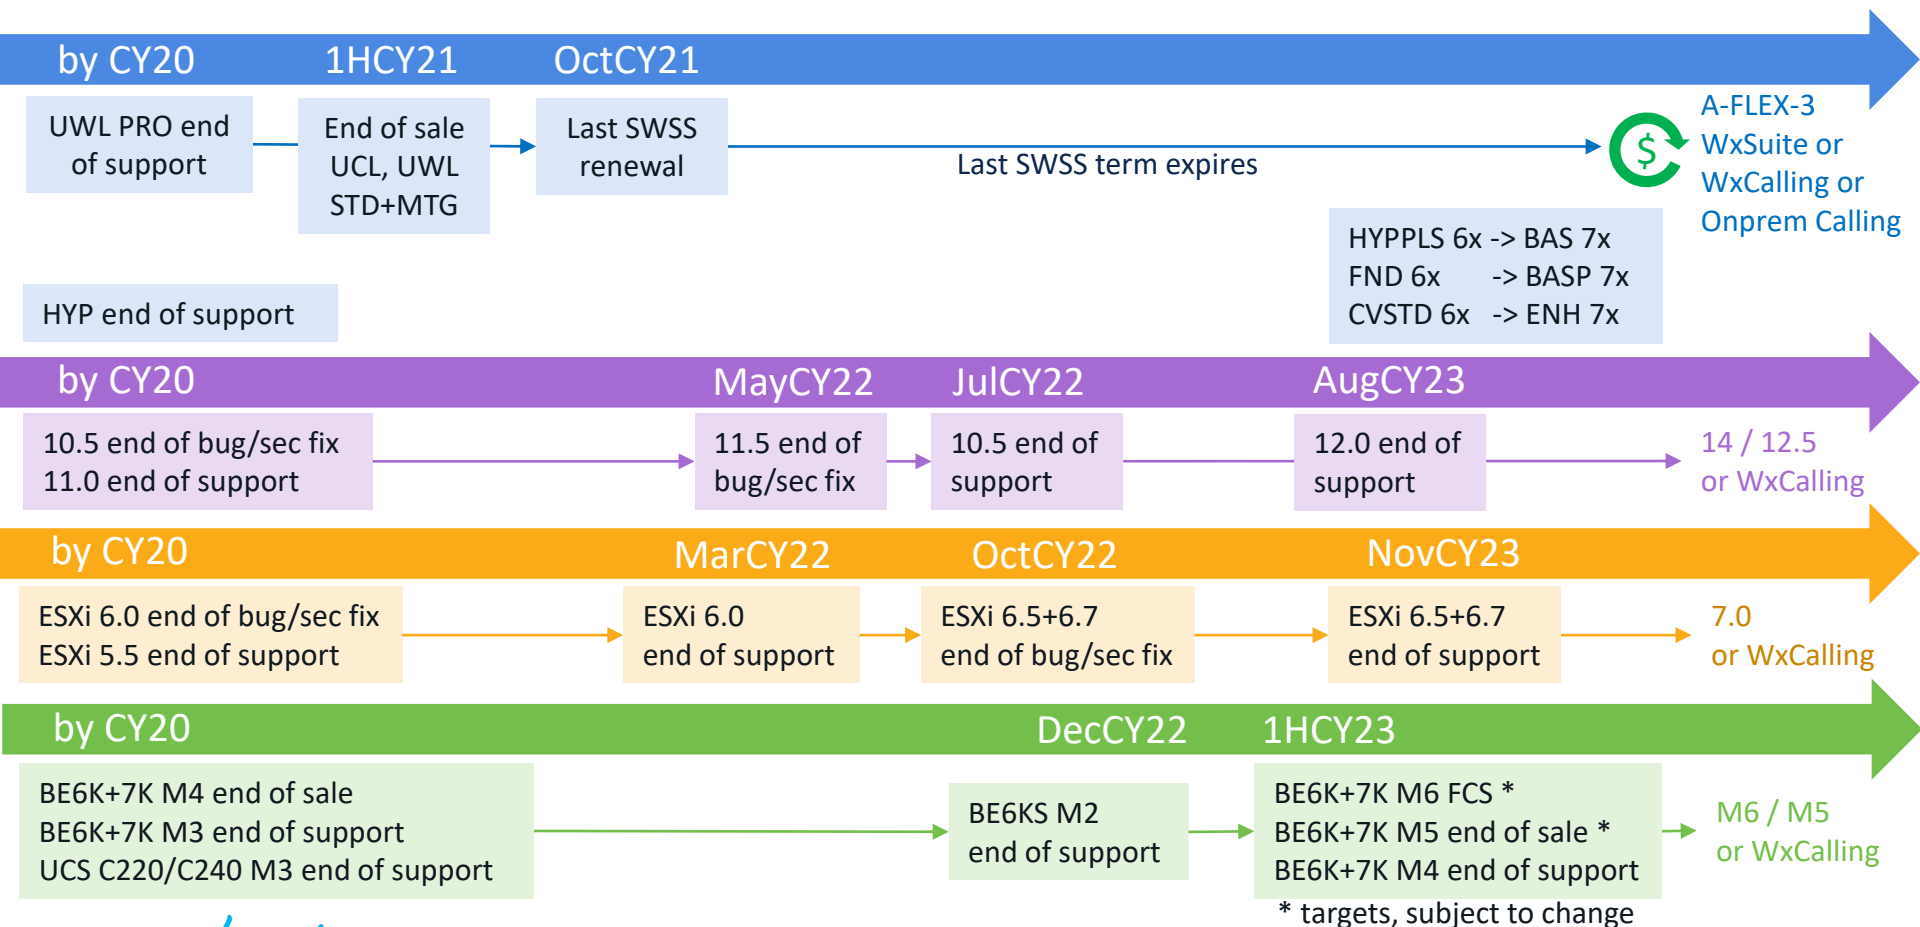 by CY20 1HCY21 OctCY21
UWL PRO end
of support
End of sale
UCL, UWL
STD+MTG
Last SWSS
renewal
Last SWSS term expires
$
A-FLEX-3
WxSuite or
WxCalling or
Onprem Calling
HYPPLS 6x -> BAS 7x
FND 6x -> BASP 7x
CVSTD 6x -> ENH 7x
HYP end of support
by CY20 MayCY22 JulCY22 AugCY23
10.5 end of bug/sec fix
11.0 end of support
11.5 end of
bug/sec fix
10.5 end of
support
12.0 end of
support
14 / 12.5
or WxCalling
by CY20 MarCY22 OctCY22 NovCY23
ESXi 6.0 end of bug/sec fix
ESXi 5.5 end of support
ESXi 6.0
end of support
ESXi 6.5+6.7
end of bug/sec fix
ESXi 6.5+6.7
end of support
7.0
or WxCalling
by CY20 DecCY22 1HCY23
BE6K+7K M4 end of sale
BE6K+7K M3 end of support
UCS C220/C240 M3 end of support
BE6KS M2
end of support
BE6K+7K M6 FCS *
BE6K+7K M5 end of sale *
BE6K+7K M4 end of support
M6 / M5
or WxCalling
* targets, subject to change